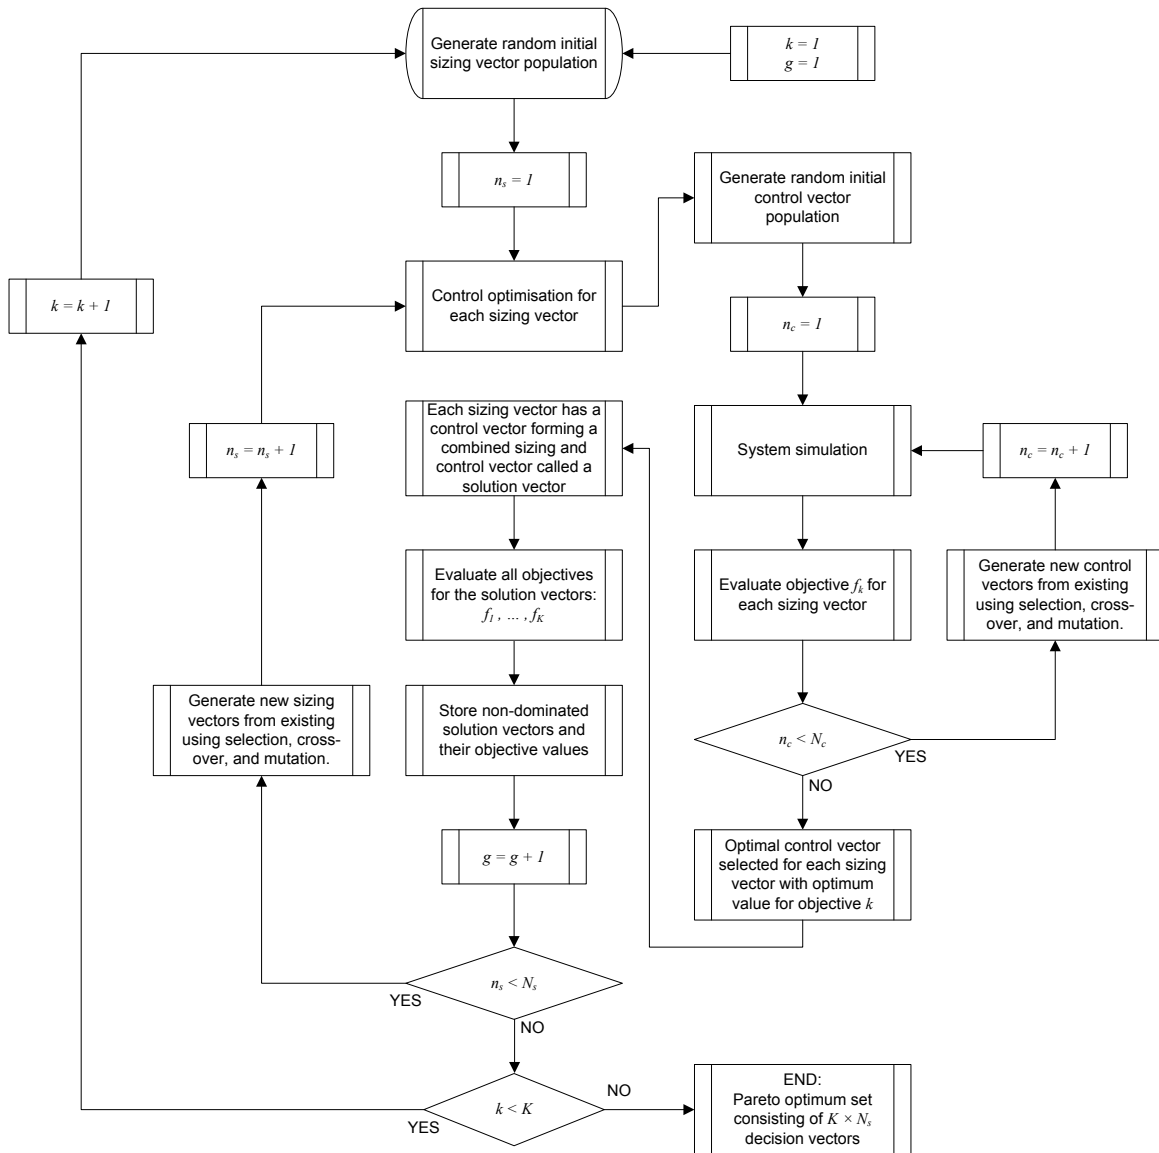 Generate random initial
sizing vector population
k = 1
g = 1
n_s = 1
Generate random initial
control vector
population
k = k + 1
Control optimisation for
each sizing vector
n_c = 1
n_s = n_s + 1
Each sizing vector has a
control vector forming a
combined sizing and
control vector called a
solution vector
System simulation
n_c = n_c + 1
Evaluate all objectives
for the solution vectors:
f_1 , ... , f_K
Evaluate objective f_k for
each sizing vector
Generate new control
vectors from existing
using selection, cross-
over, and mutation.
Generate new sizing
vectors from existing
using selection, cross-
over, and mutation.
Store non-dominated
solution vectors and
their objective values
n_c < N_c
YES
NO
g = g + 1
Optimal control vector
selected for each sizing
vector with optimum
value for objective k
n_s < N_s
YES
NO
k < K
YES
NO
END:
Pareto optimum set
consisting of K × N_s
decision vectors